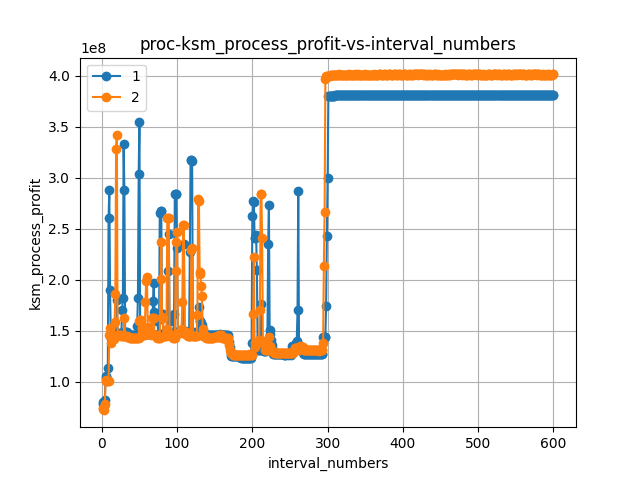 proc-ksm_process_profit-vs-interval_numbers
1e8
1
2
4.0
3.5
3.0
2.5
2.0
1.5
1.0
ksm_process_profit
0 100 200 300 400 500 600
interval_numbers